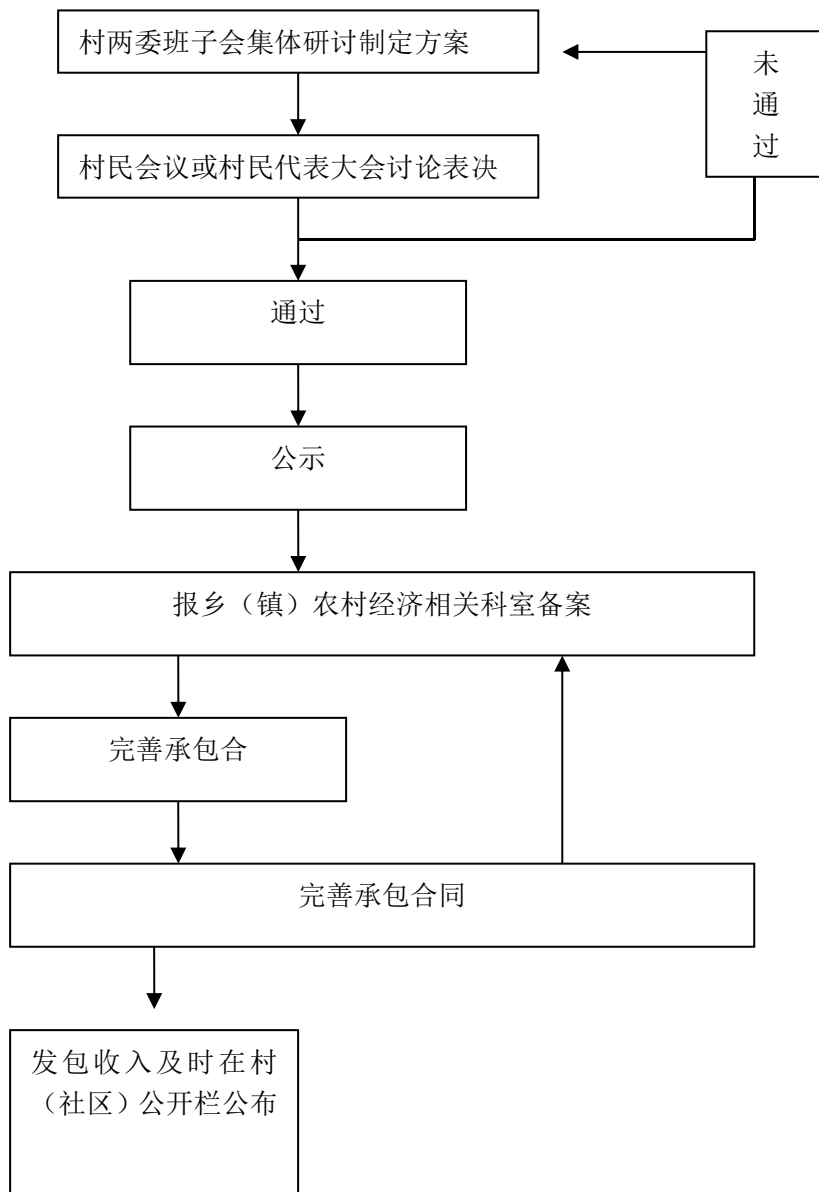 村两委班子会集体研讨制定方案
未
通
过
村民会议或村民代表大会讨论表决
通过
公示
报乡（镇）农村经济相关科室备案
完善承包合
完善承包合同
发包收入及时在村
（社区）公开栏公布